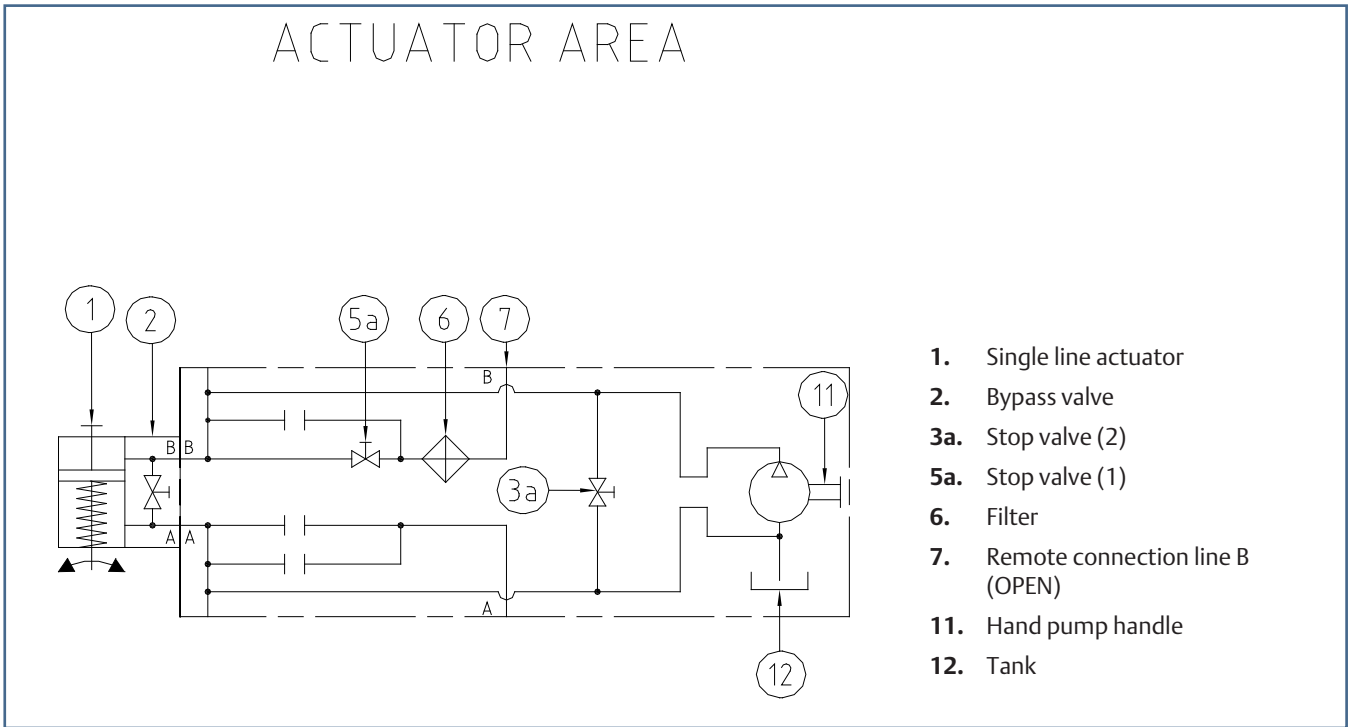 ACTUATOR AREA
1
2
5a
6
7
B
11
B B
3a
A A
A
12
1. Single line actuator
2. Bypass valve
3a. Stop valve (2)
5a. Stop valve (1)
6. Filter
7. Remote connection line B
(OPEN)
11. Hand pump handle
12. Tank